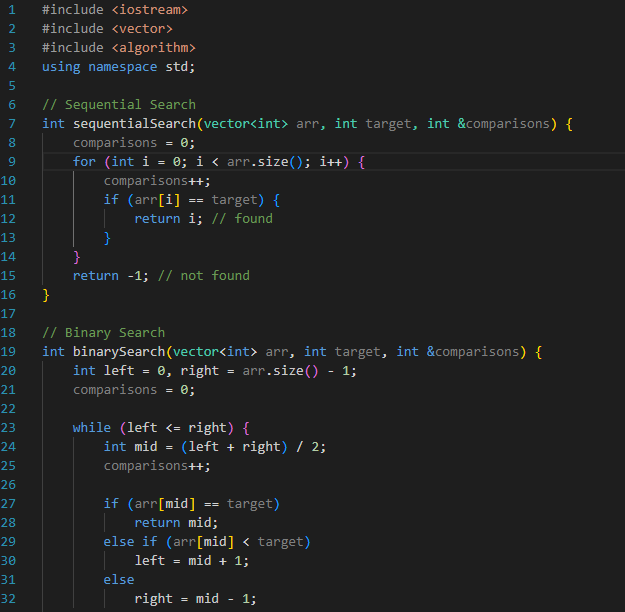 1 #include <iostream>
2 #include <vector>
3 #include <algorithm>
4 using namespace std;
5
6 // Sequential Search
7 int sequentialSearch(vector<int> arr, int target, int &comparisons) {
8     comparisons = 0;
9     for (int i = 0; i < arr.size(); i++) {
10         comparisons++;
11         if (arr[i] == target) {
12             return i; // found
13         }
14     }
15     return -1; // not found
16 }
17
18 // Binary Search
19 int binarySearch(vector<int> arr, int target, int &comparisons) {
20     int left = 0, right = arr.size() - 1;
21     comparisons = 0;
22
23     while (left <= right) {
24         int mid = (left + right) / 2;
25         comparisons++;
26
27         if (arr[mid] == target)
28             return mid;
29         else if (arr[mid] < target)
30             left = mid + 1;
31         else
32             right = mid - 1;